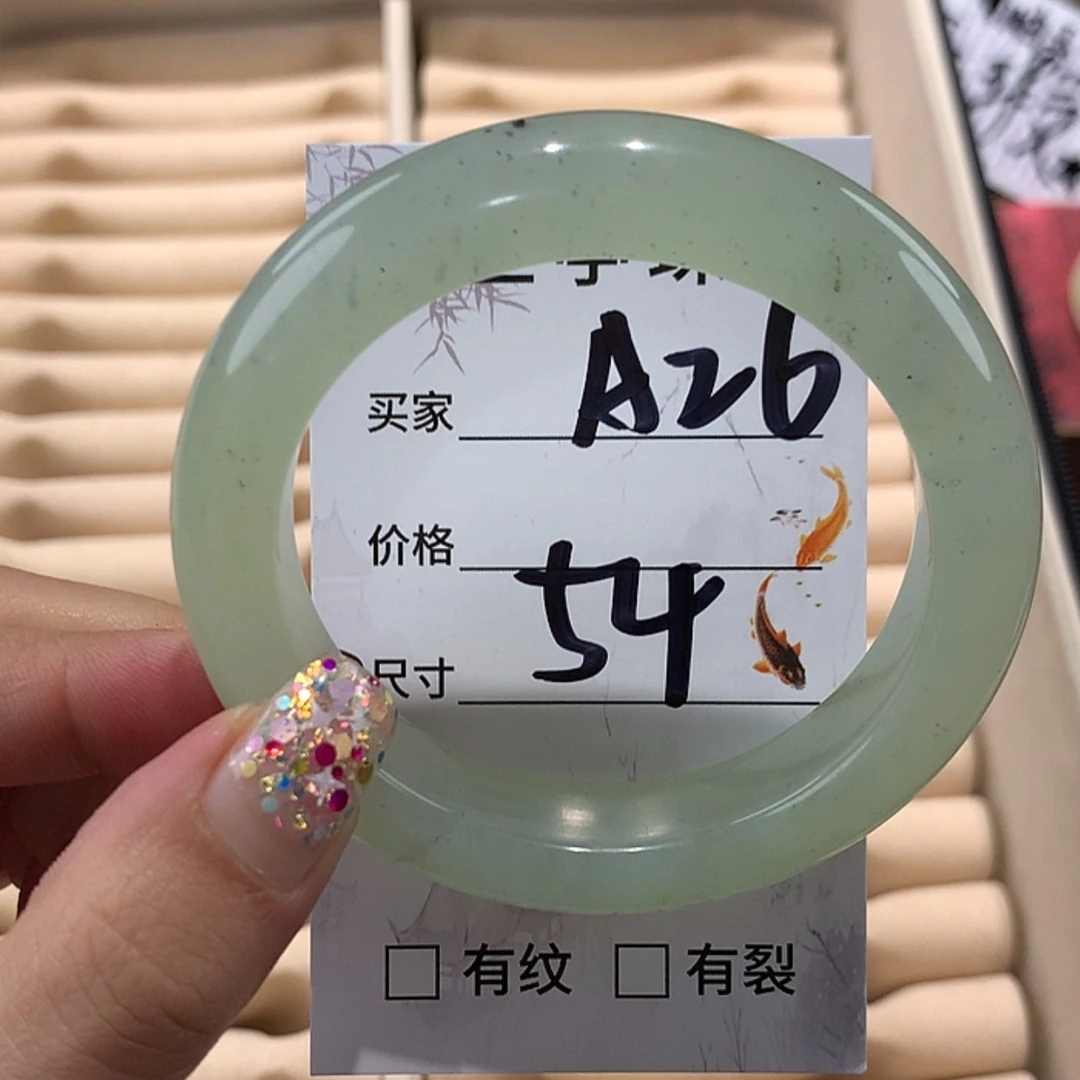 买家 A26
价格
尺寸 54
有纹 有裂